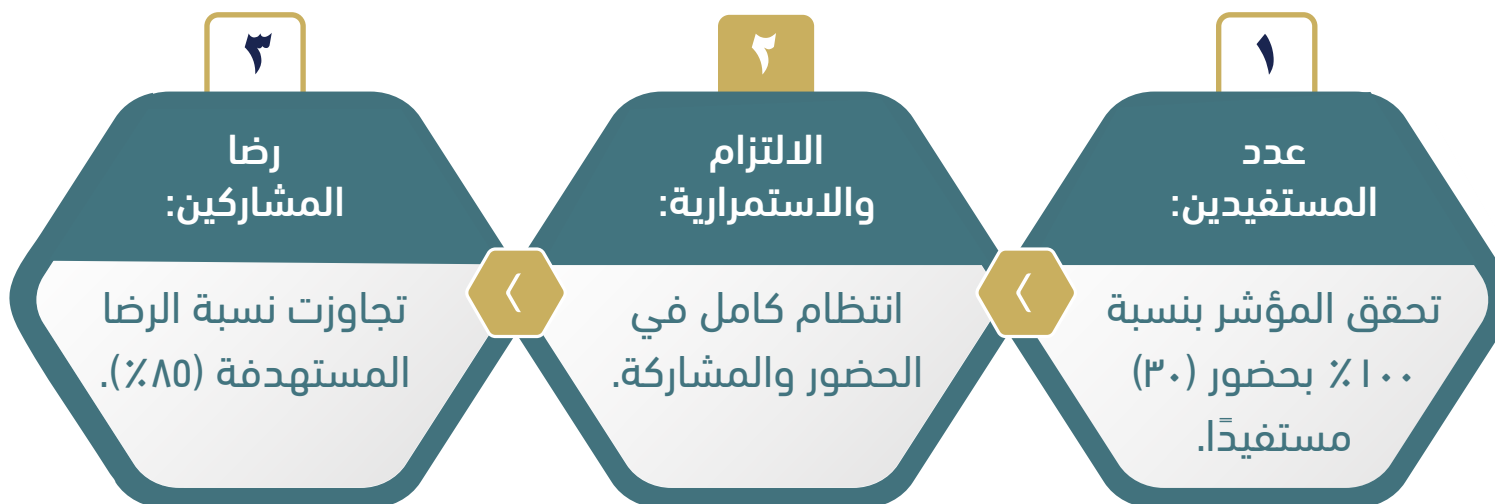 ١
عدد
المستفيدين:
تحقق المؤشر بنسبة
١٠٠٪ بحضور (٣٠)
مستفيدًا.
٢
الالتزام
والاستمرارية:
انتظام كامل في
الحضور والمشاركة.
٣
رضا
المشاركين:
تجاوزت نسبة الرضا
المستهدفة (٨٥٪).